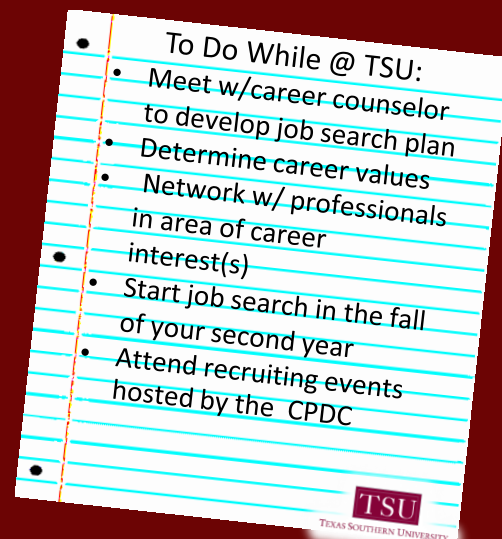 To Do While @ TSU:
• Meet w/career counselor
to develop job search plan
• Determine career values
• Network w/ professionals
in area of career
interest(s)
• Start job search in the fall
of your second year
• Attend recruiting events
hosted by the CPDC
TSU
TEXAS SOUTHERN UNIVERSITY